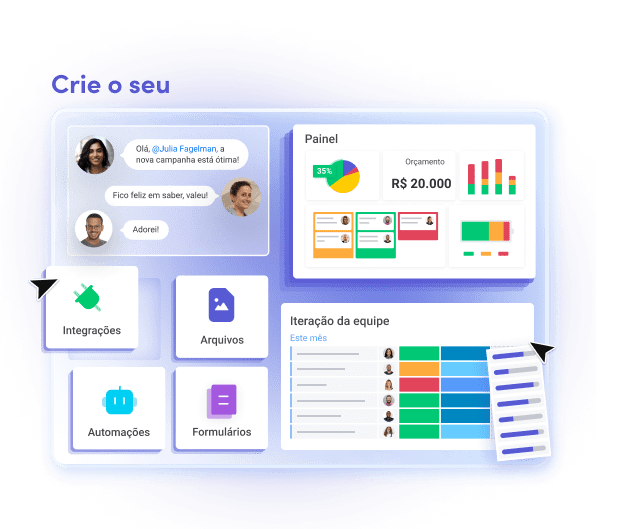 Crie o seu
Olá, @Julia Fagelman, a
nova campanha está ótima!
Fico feliz em saber, valeu!
Adorei!
Painel
35%
Orçamento
R$ 20.000
Integrações
Arquivos
Automações
Formulários
Iteração da equipe
Este mês